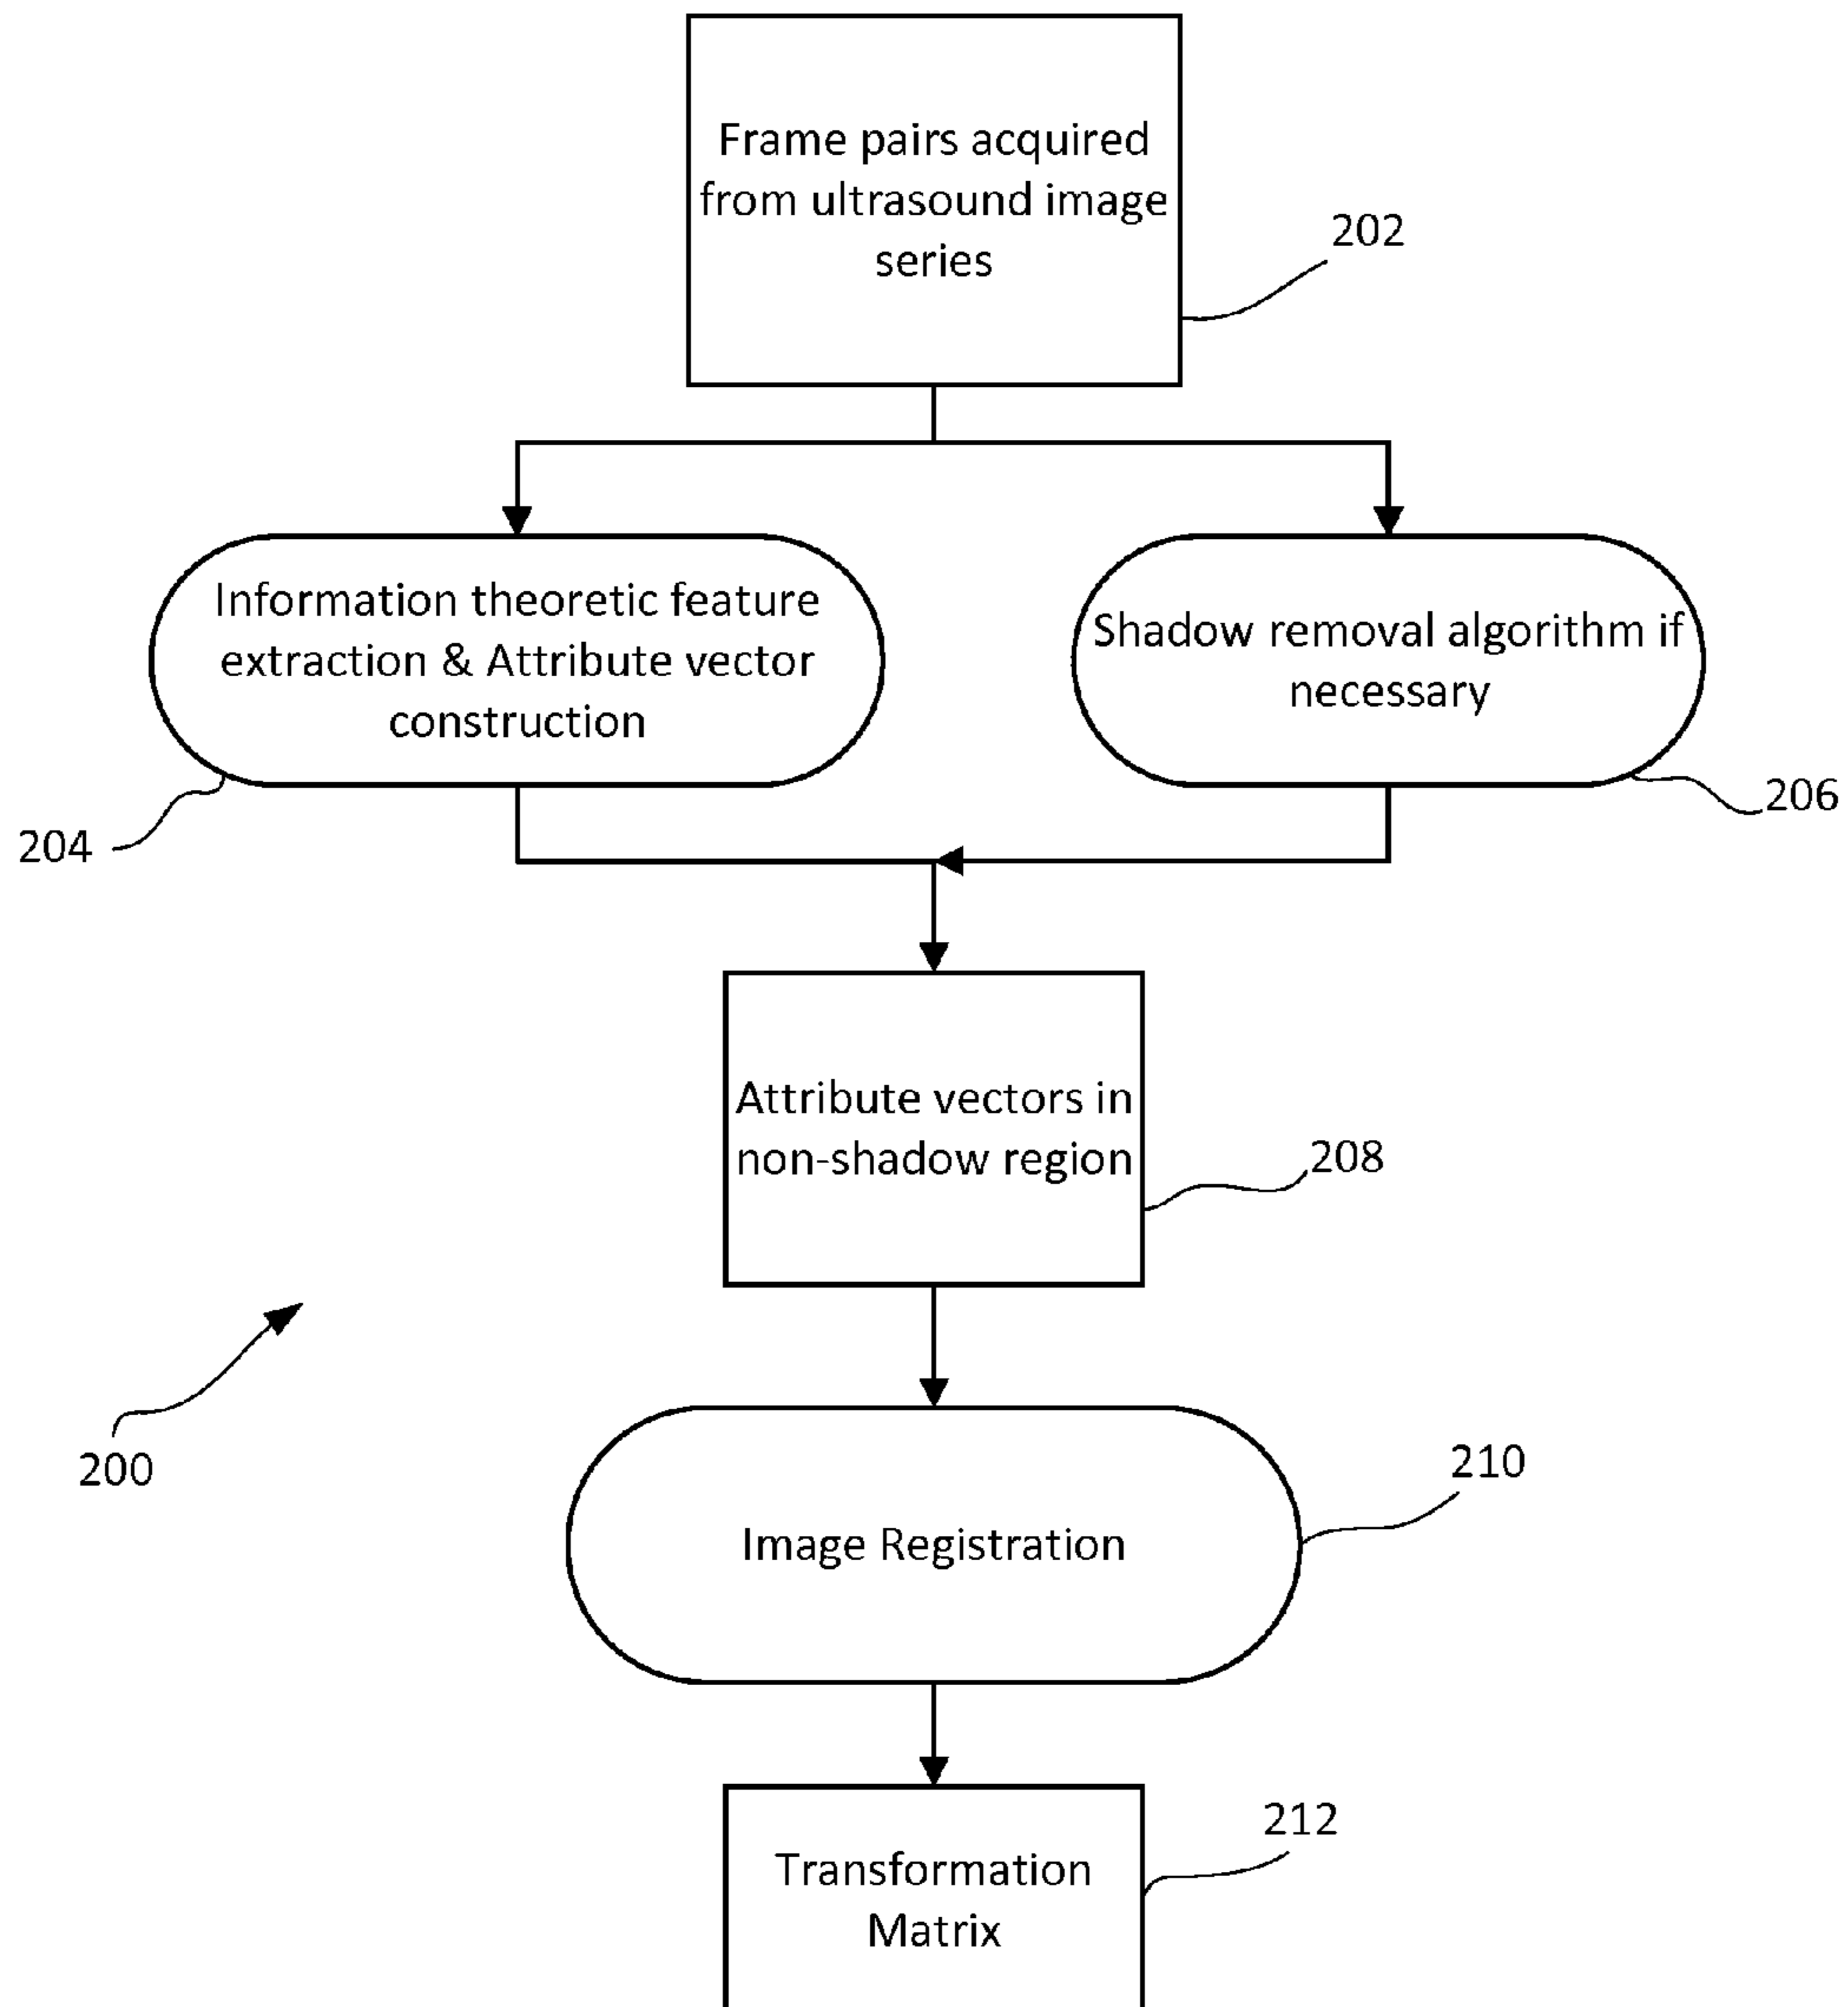 Frame pairs acquired
from ultrasound image
series
202
Information theoretic feature
extraction & Attribute vector
construction
204
Shadow removal algorithm if
necessary
206
Attribute vectors in
non-shadow region
208
200
Image Registration
210
Transformation
Matrix
212